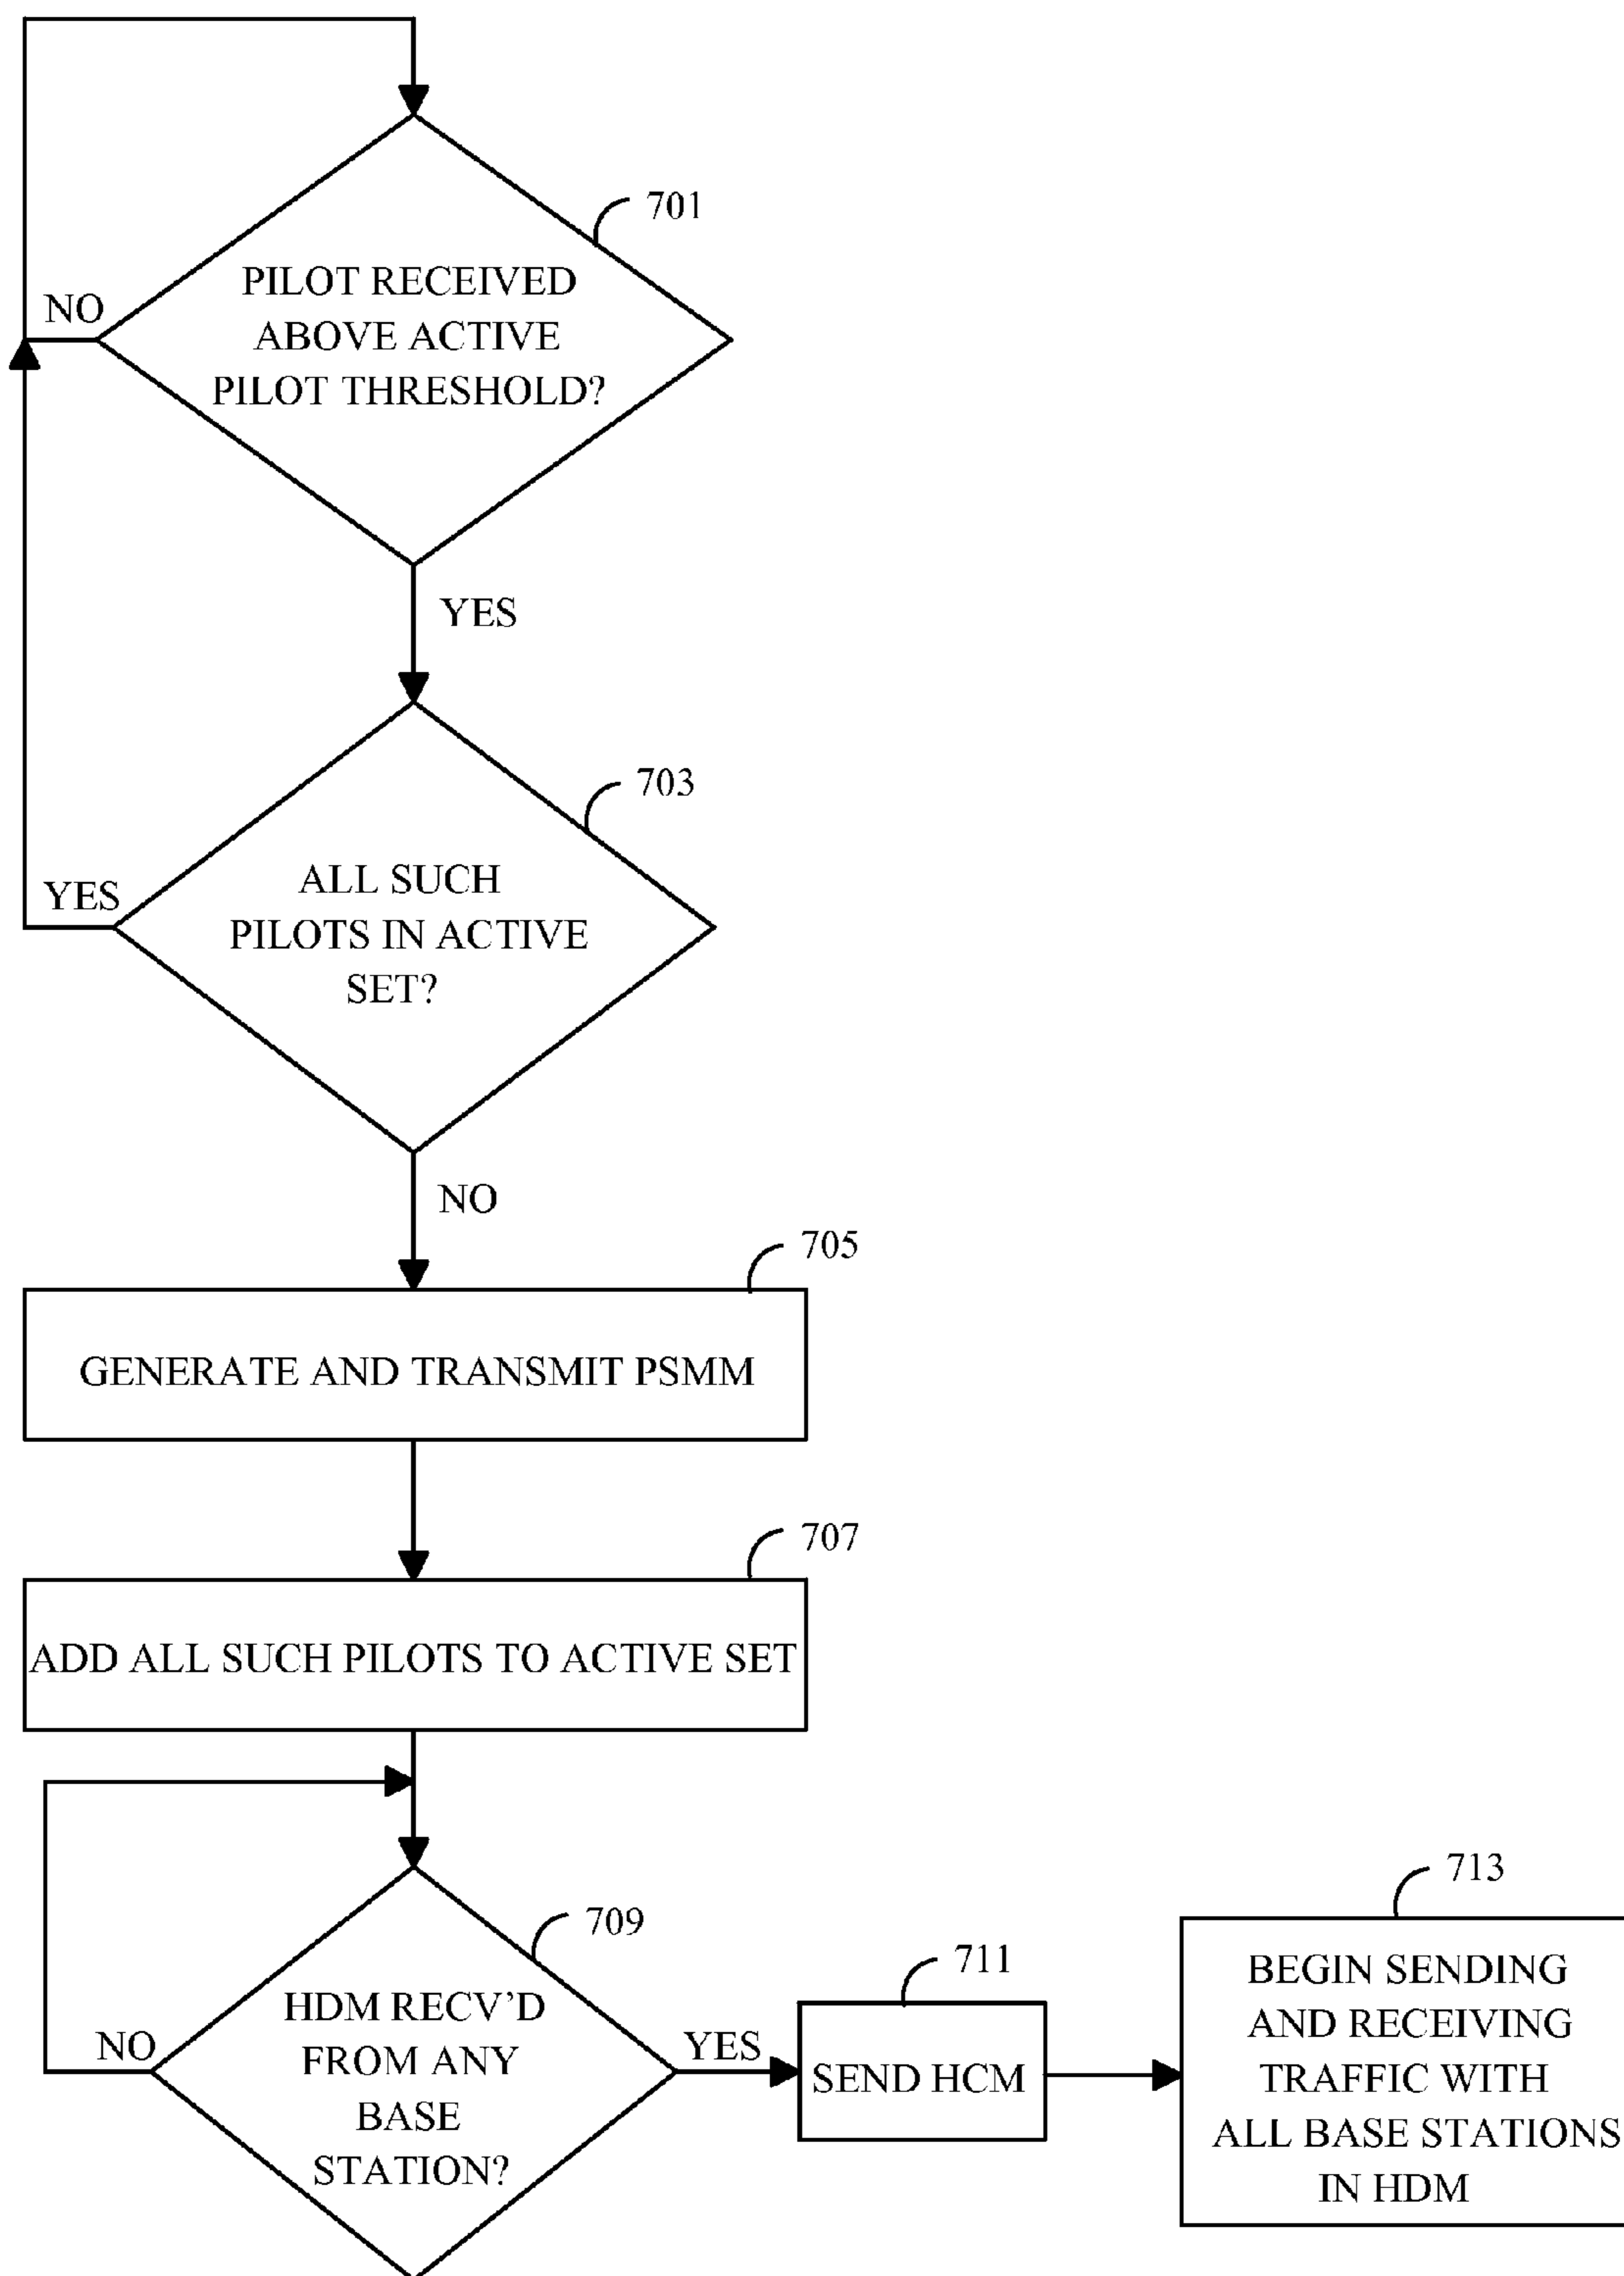 701
PILOT RECEIVED
ABOVE ACTIVE
PILOT THRESHOLD?
NO
YES
703
ALL SUCH
PILOTS IN ACTIVE
SET?
YES
NO
705
GENERATE AND TRANSMIT PSMM
707
ADD ALL SUCH PILOTS TO ACTIVE SET
709
HDM RECV'D
FROM ANY
BASE
STATION?
NO
YES
711
SEND HCM
713
BEGIN SENDING
AND RECEIVING
TRAFFIC WITH
ALL BASE STATIONS
IN HDM